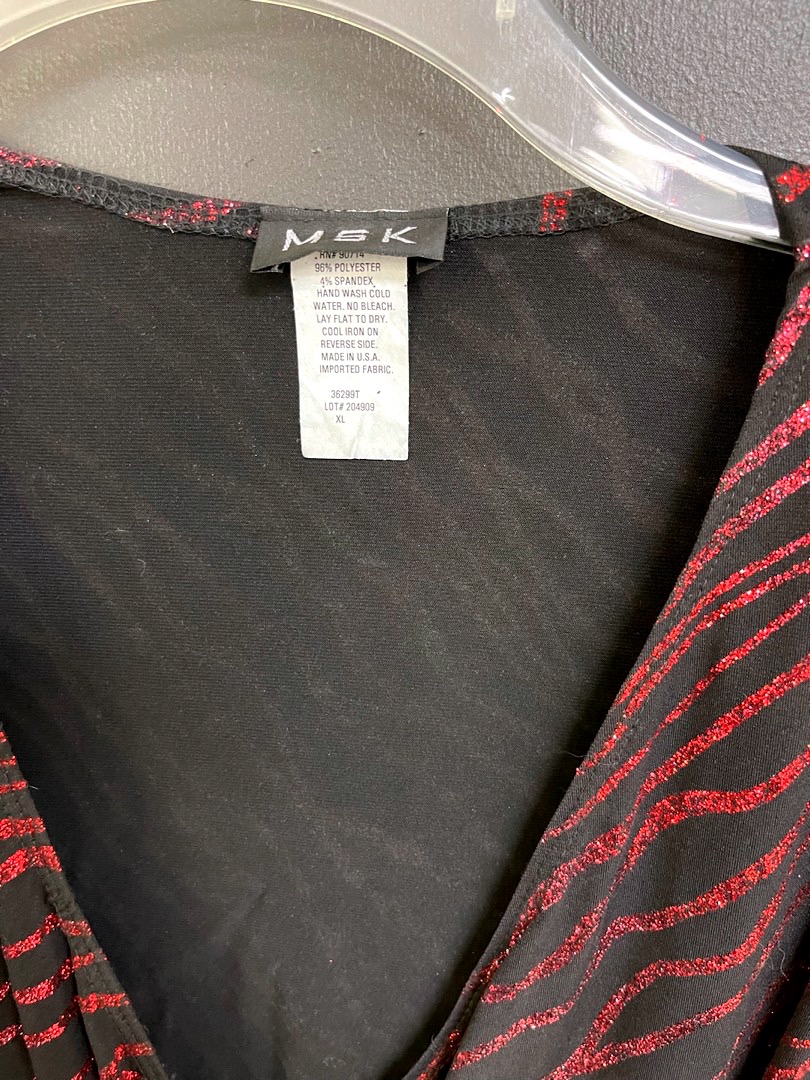 MSK
RN# 90714
96% POLYESTER
4% SPANDEX
HAND WASH COLD
WATER. NO BLEACH.
LAY FLAT TO DRY.
COOL IRON ON
REVERSE SIDE.
MADE IN U.S.A.
IMPORTED FABRIC.
36299T
LOT# 204909
XL